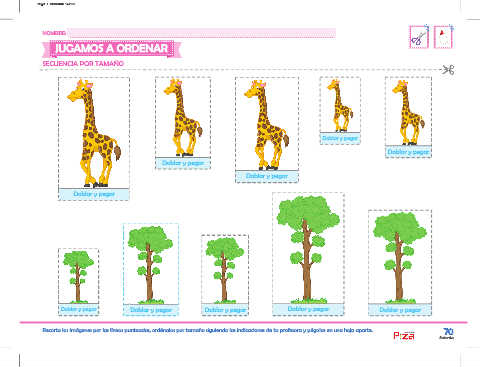 NOMBRE:
JUGAMOS A ORDENAR
SECUENCIA POR TAMAÑO
Doblar y pegar
Doblar y pegar
Doblar y pegar
Doblar y pegar
Doblar y pegar
Doblar y pegar
Doblar y pegar
Doblar y pegar
Doblar y pegar
Doblar y pegar
Recorta las imágenes por las líneas punteadas, ordénalas por tamaño siguiendo las indicaciones de tu profesora y pégalas en una hoja aparte.